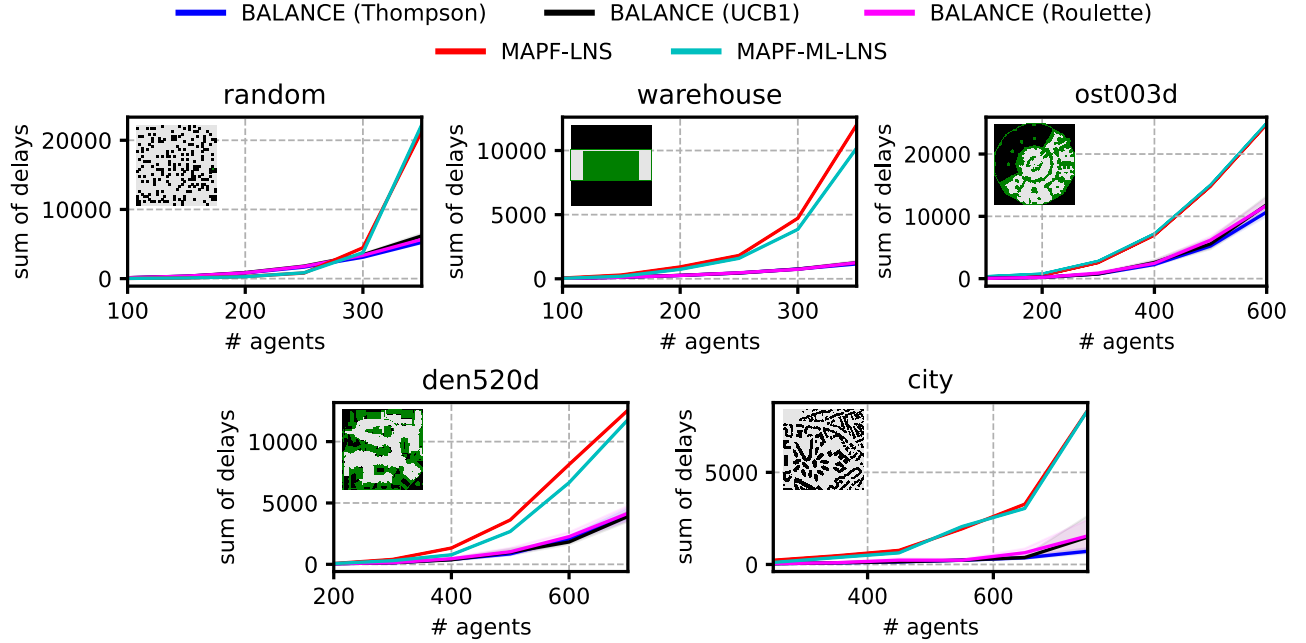 BALANCE (Thompson) BALANCE (UCB1) BALANCE (Roulette)
MAPF-LNS MAPF-ML-LNS
random
sum of delays
20000
10000
0
100 200 300
# agents
warehouse
sum of delays
10000
5000
0
100 200 300
# agents
ost003d
sum of delays
20000
10000
0
200 400 600
# agents
den520d
sum of delays
10000
5000
0
200 400 600
# agents
city
sum of delays
5000
0
400 600
# agents